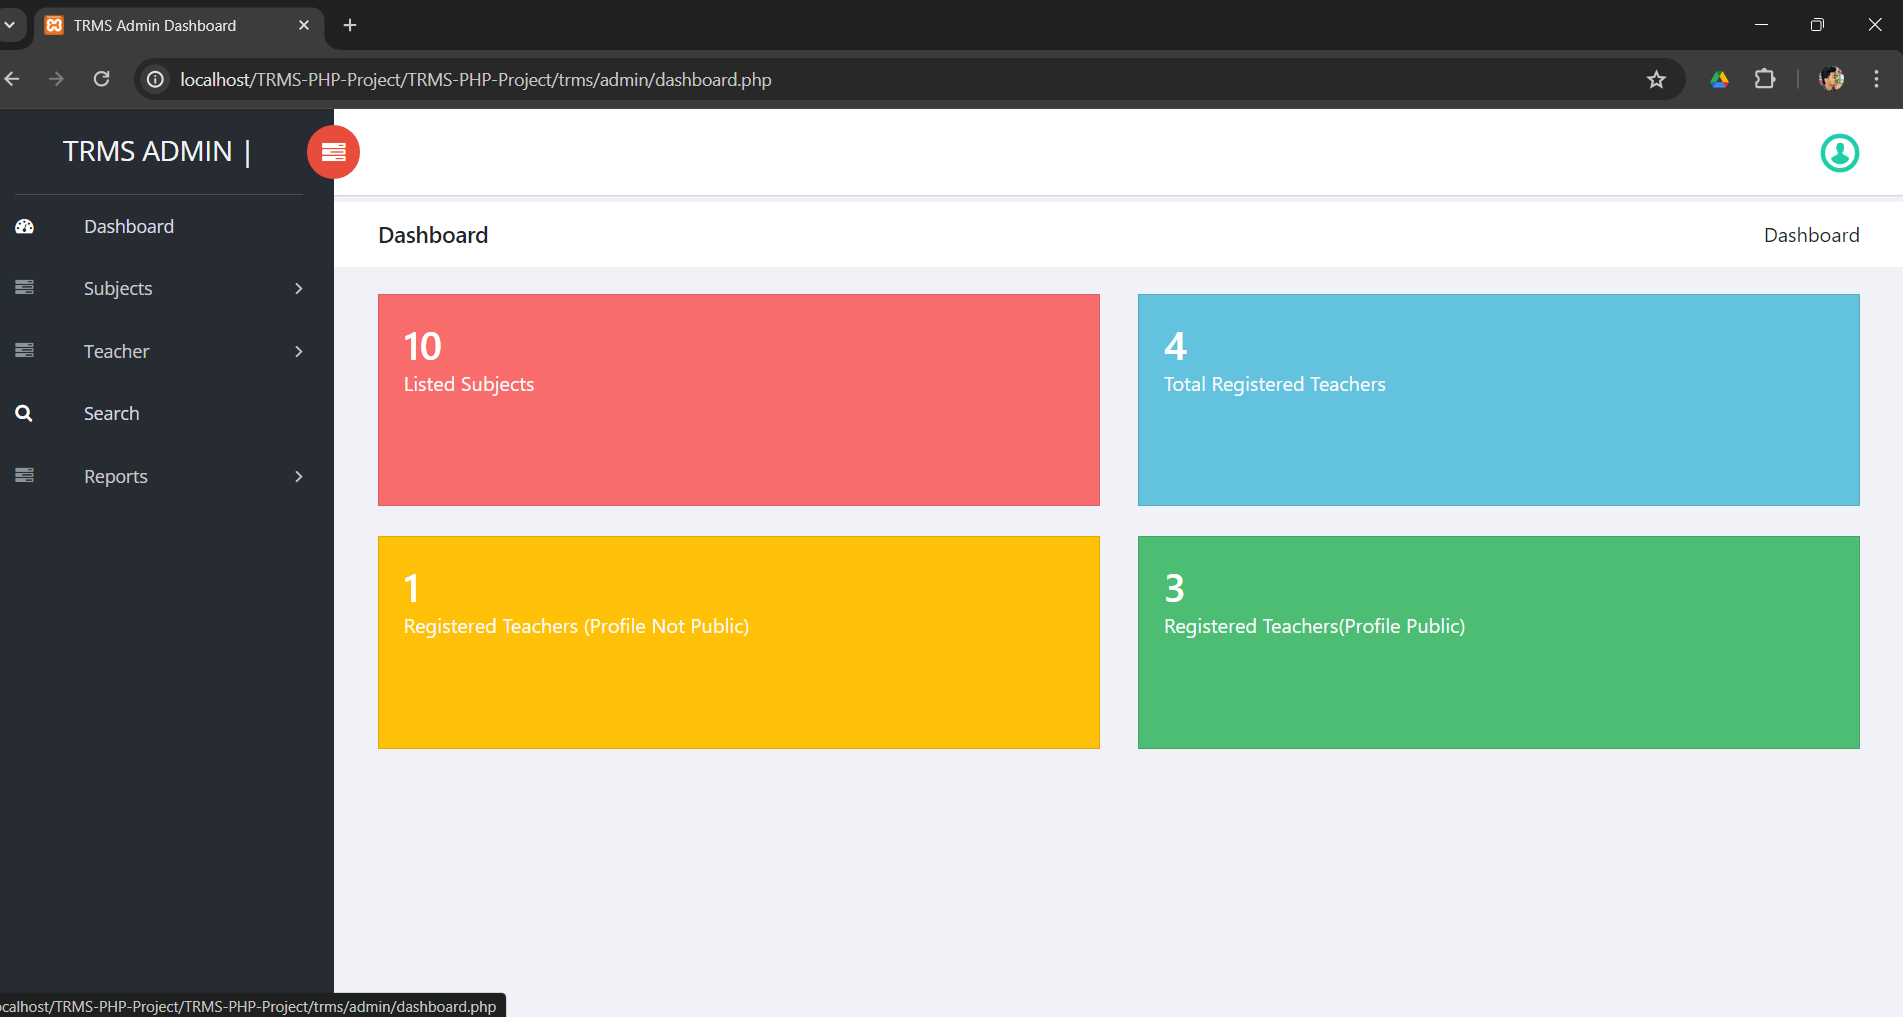 TRMS Admin Dashboard
localhost/TRMS-PHP-Project/TRMS-PHP-Project/trms/admin/dashboard.php
TRMS ADMIN |
Dashboard
Subjects
Teacher
Search
Reports
Dashboard
Dashboard
10
Listed Subjects
4
Total Registered Teachers
1
Registered Teachers (Profile Not Public)
3
Registered Teachers(Profile Public)
ocalhost/TRMS-PHP-Project/TRMS-PHP-Project/trms/admin/dashboard.php